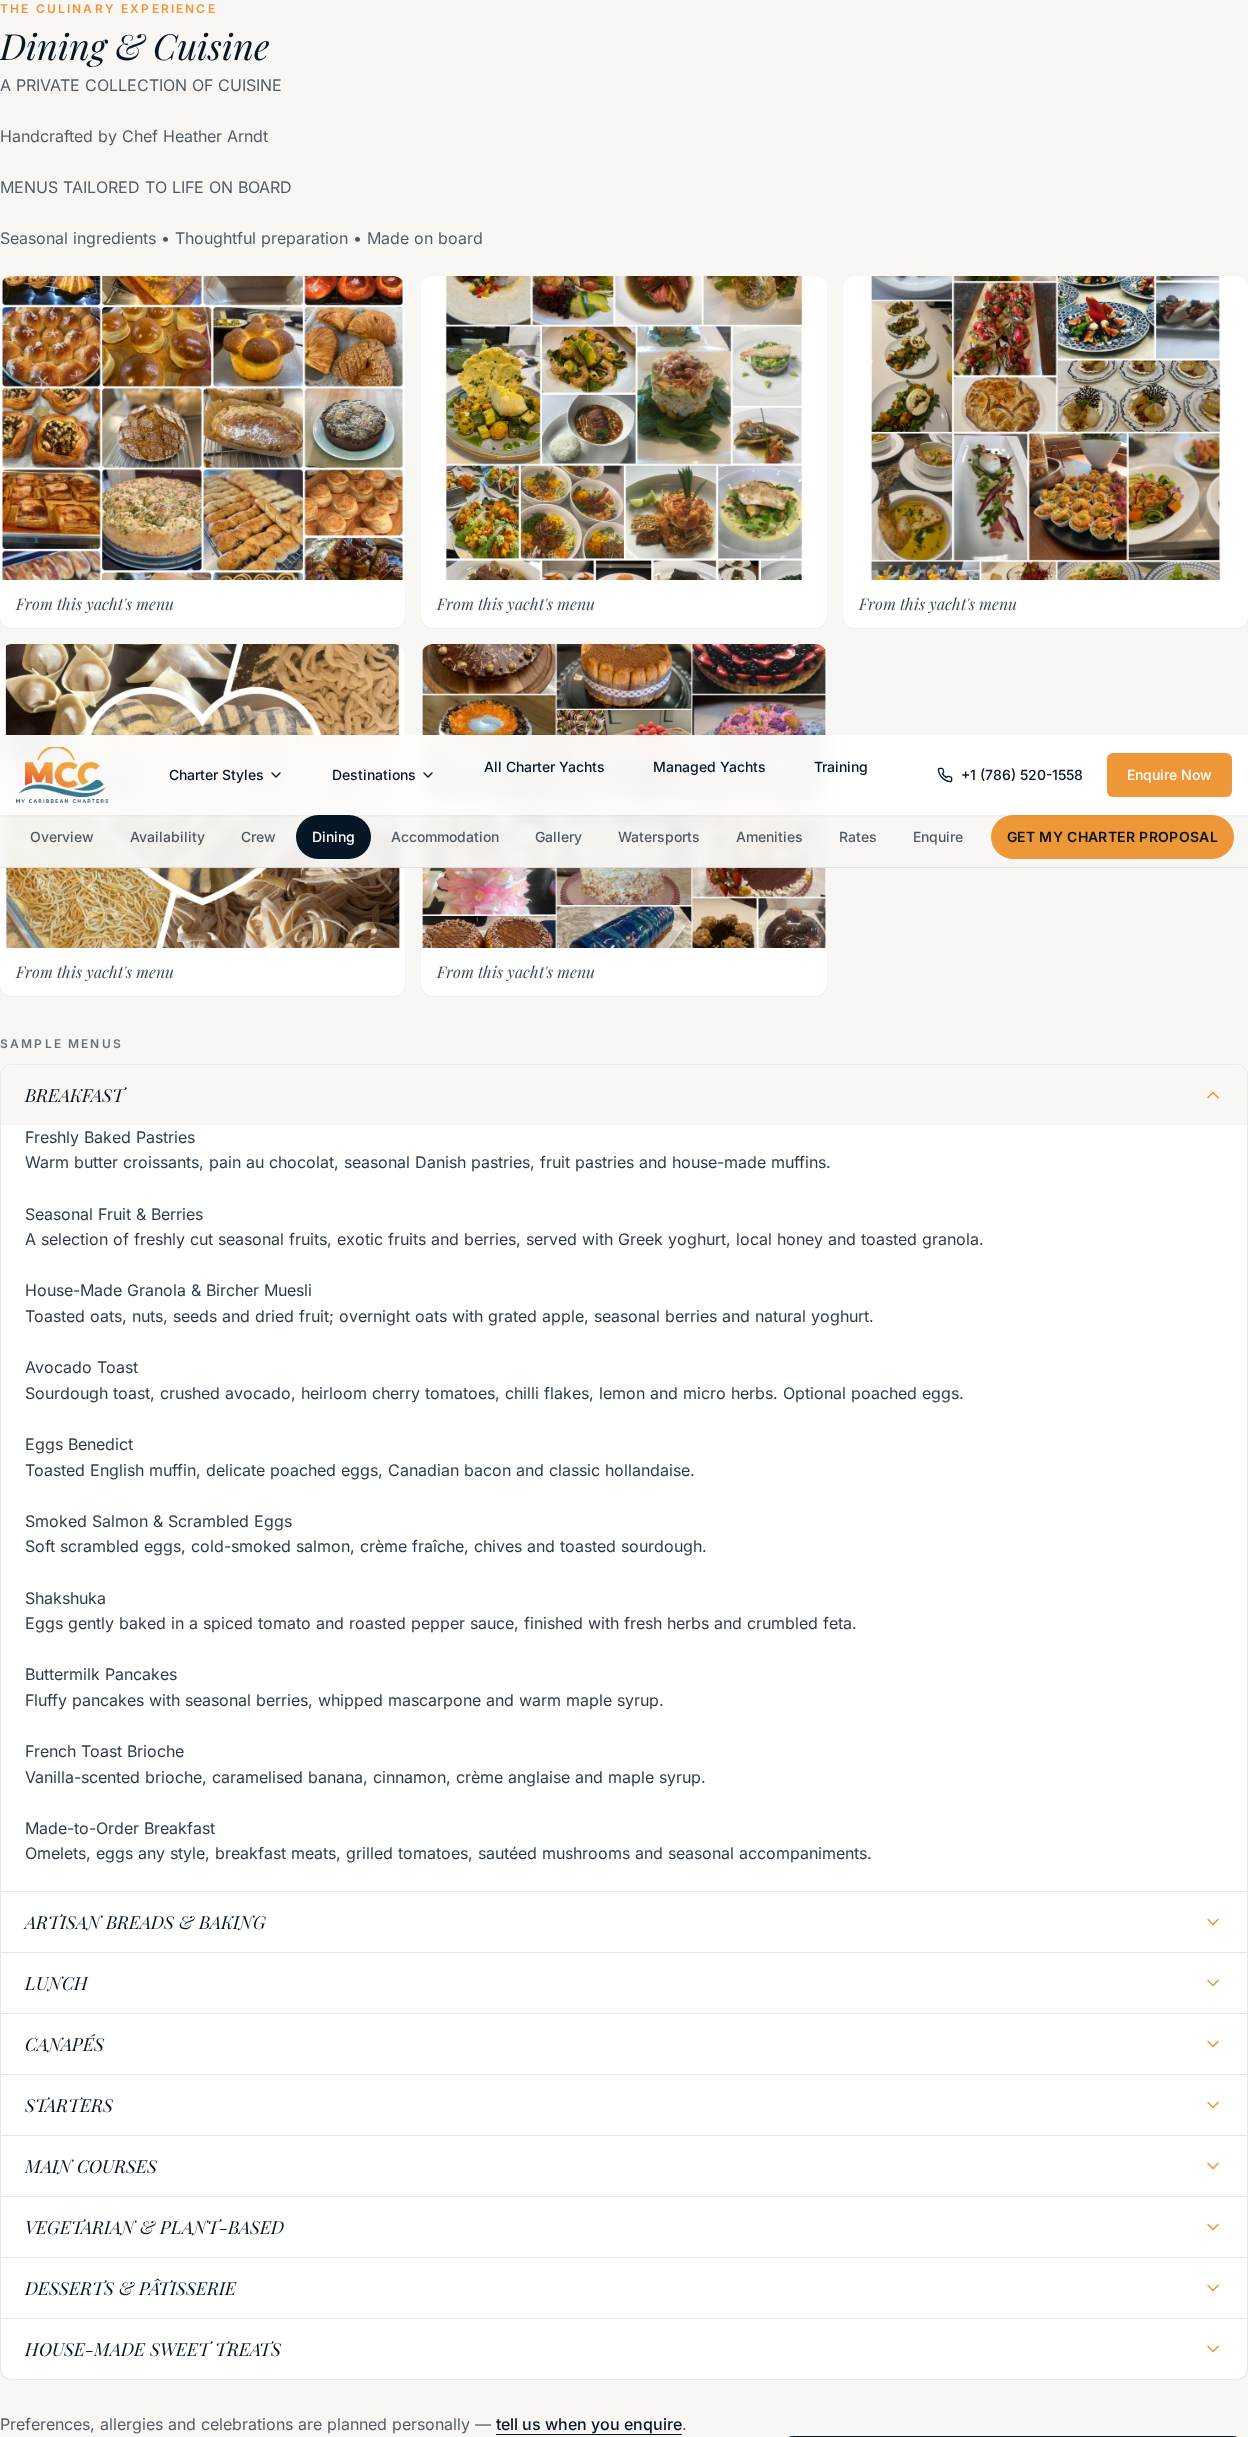 THE CULINARY EXPERIENCE
Dining & Cuisine
A PRIVATE COLLECTION OF CUISINE
Handcrafted by Chef Heather Arndt
MENUS TAILORED TO LIFE ON BOARD
Seasonal ingredients • Thoughtful preparation • Made on board
From this yacht's menu
From this yacht's menu
From this yacht's menu
MCC
MY CARIBBEAN CHARTERS
Charter Styles
Destinations
All Charter Yachts
Managed Yachts
Training
+1 (786) 520-1558
Enquire Now
Overview
Availability
Crew
Dining
Accommodation
Gallery
Watersports
Amenities
Rates
Enquire
GET MY CHARTER PROPOSAL
From this yacht's menu
From this yacht's menu
SAMPLE MENUS
BREAKFAST
Freshly Baked Pastries
Warm butter croissants, pain au chocolat, seasonal Danish pastries, fruit pastries and house-made muffins.
Seasonal Fruit & Berries
A selection of freshly cut seasonal fruits, exotic fruits and berries, served with Greek yoghurt, local honey and toasted granola.
House-Made Granola & Bircher Muesli
Toasted oats, nuts, seeds and dried fruit; overnight oats with grated apple, seasonal berries and natural yoghurt.
Avocado Toast
Sourdough toast, crushed avocado, heirloom cherry tomatoes, chilli flakes, lemon and micro herbs. Optional poached eggs.
Eggs Benedict
Toasted English muffin, delicate poached eggs, Canadian bacon and classic hollandaise.
Smoked Salmon & Scrambled Eggs
Soft scrambled eggs, cold-smoked salmon, crème fraîche, chives and toasted sourdough.
Shakshuka
Eggs gently baked in a spiced tomato and roasted pepper sauce, finished with fresh herbs and crumbled feta.
Buttermilk Pancakes
Fluffy pancakes with seasonal berries, whipped mascarpone and warm maple syrup.
French Toast Brioche
Vanilla-scented brioche, caramelised banana, cinnamon, crème anglaise and maple syrup.
Made-to-Order Breakfast
Omelets, eggs any style, breakfast meats, grilled tomatoes, sautéed mushrooms and seasonal accompaniments.
ARTISAN BREADS & BAKING
LUNCH
CANAPÉS
STARTERS
MAIN COURSES
VEGETARIAN & PLANT-BASED
DESSERTS & PÂTISSERIE
HOUSE-MADE SWEET TREATS
Preferences, allergies and celebrations are planned personally — tell us when you enquire.